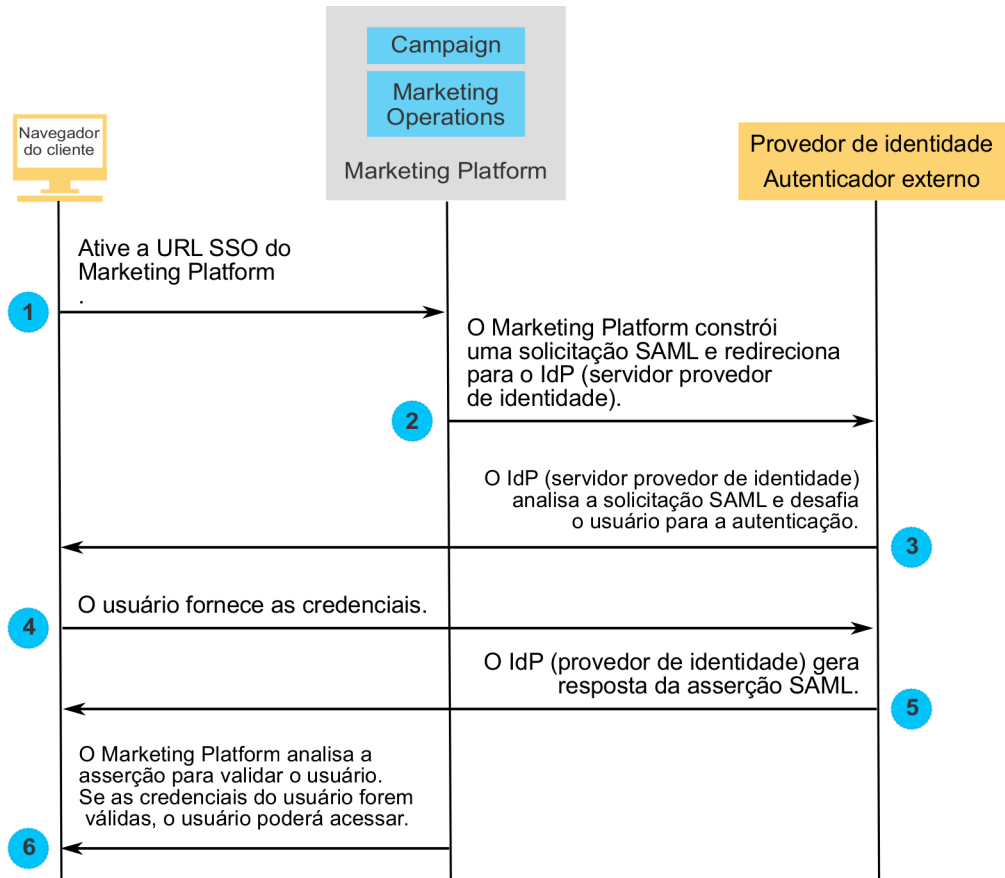 Campaign
Marketing
Operations
Marketing Platform
Navegador
do cliente
Provedor de identidade
Autenticador externo
Ative a URL SSO do
Marketing Platform
.
1
O Marketing Platform constrói
uma solicitação SAML e redireciona
para o IdP (servidor provedor
de identidade).
2
O IdP (servidor provedor de identidade)
analisa a solicitação SAML e desafia
o usuário para a autenticação.
3
O usuário fornece as credenciais.
4
O IdP (provedor de identidade) gera
resposta da asserção SAML.
5
O Marketing Platform analisa a
asserção para validar o usuário.
Se as credenciais do usuário forem
válidas, o usuário poderá acessar.
6